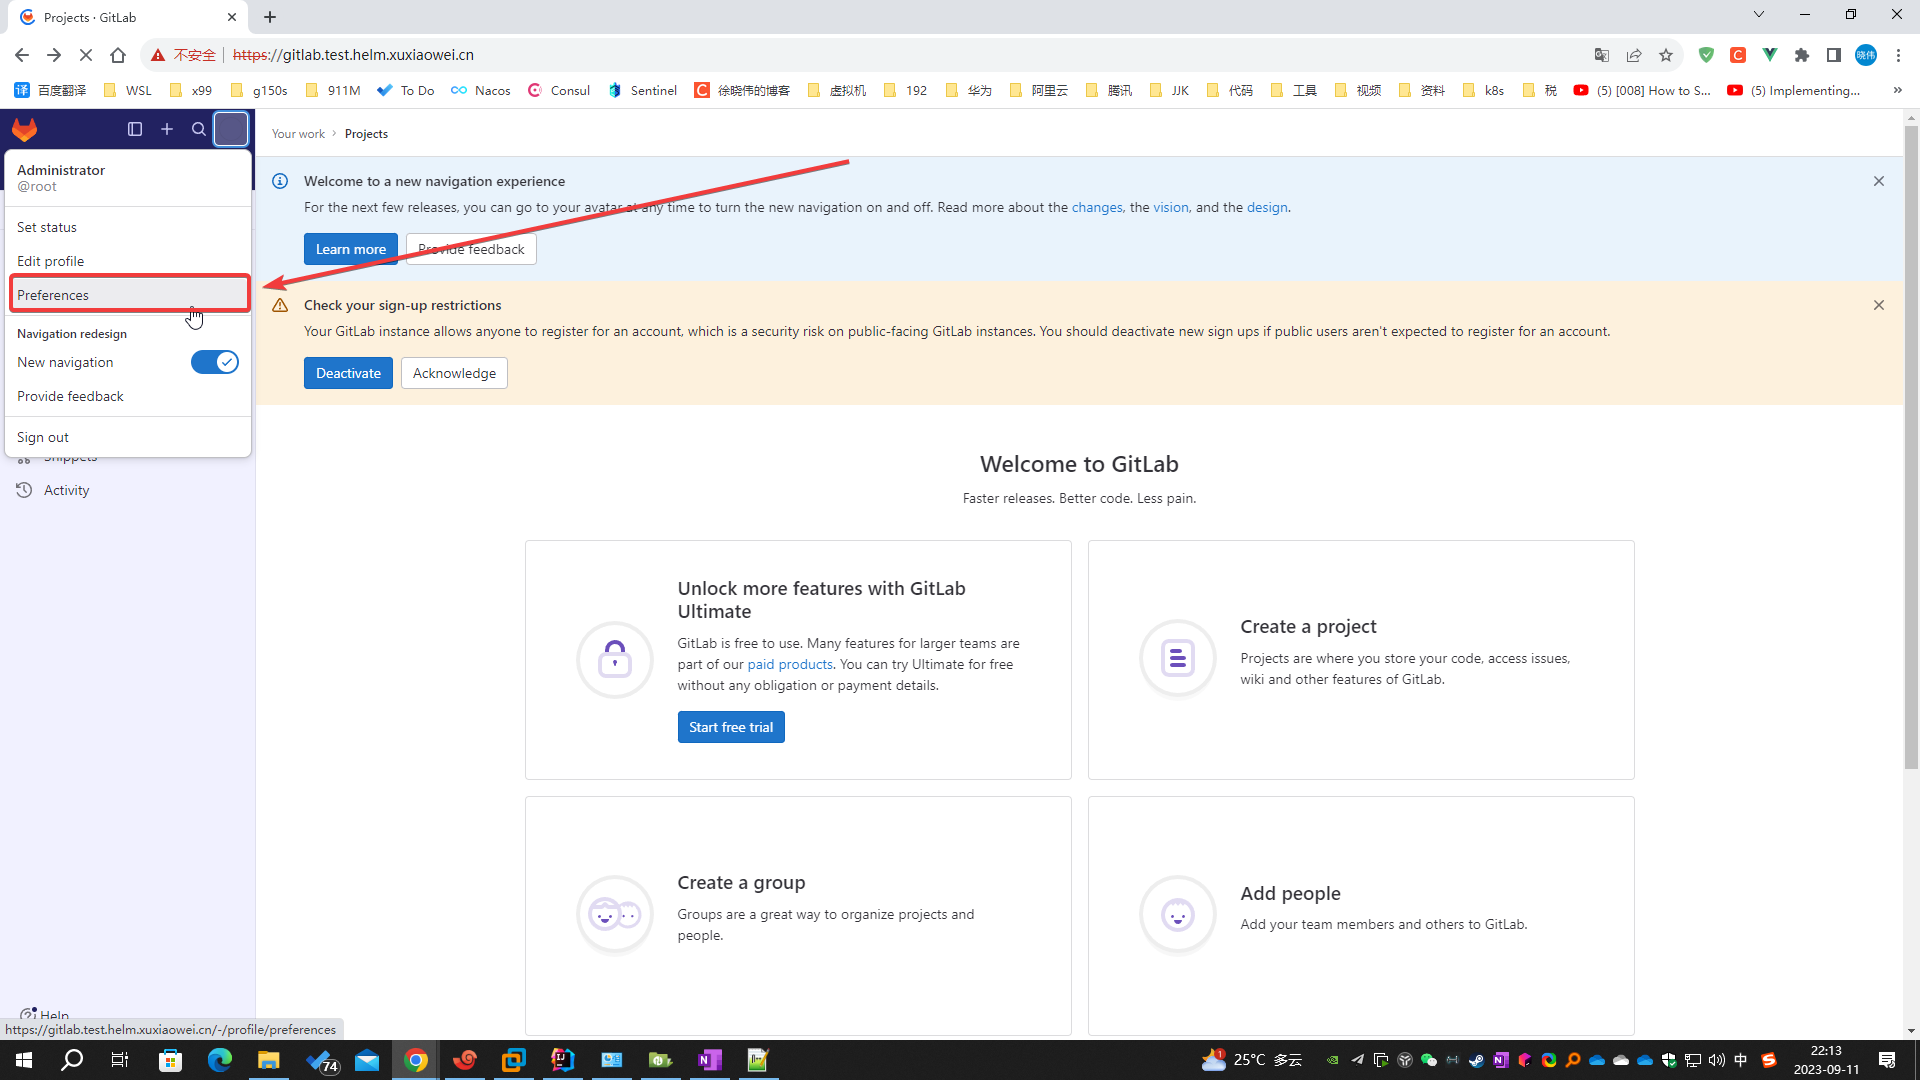 Projects · GitLab
不安全
https://gitlab.test.helm.xuxiaowei.cn
晓伟
译 百度翻译
WSL
x99
g150s
911M
To Do
Nacos
Consul
Sentinel
C 徐晓伟的博客
虚拟机
192
华为
阿里云
腾讯
JJK
代码
工具
视频
资料
k8s
税
(5) [008] How to S...
(5) Implementing...
»
Your work › Projects
Administrator
@root
Set status
Edit profile
Preferences
Navigation redesign
New navigation
Provide feedback
Sign out
Snippets
Activity
Help
https://gitlab.test.helm.xuxiaowei.cn/-/profile/preferences
Welcome to a new navigation experience
For the next few releases, you can go to your avatar at any time to turn the new navigation on and off. Read more about the changes, the vision, and the design.
Learn more
Provide feedback
Check your sign-up restrictions
Your GitLab instance allows anyone to register for an account, which is a security risk on public-facing GitLab instances. You should deactivate new sign ups if public users aren't expected to register for an account.
Deactivate
Acknowledge
Welcome to GitLab
Faster releases. Better code. Less pain.
Unlock more features with GitLab
Ultimate
GitLab is free to use. Many features for larger teams are
part of our paid products. You can try Ultimate for free
without any obligation or payment details.
Start free trial
Create a project
Projects are where you store your code, access issues,
wiki and other features of GitLab.
Create a group
Groups are a great way to organize projects and
people.
Add people
Add your team members and others to GitLab.
74
1
25°C 多云
中
22:13
2023-09-11